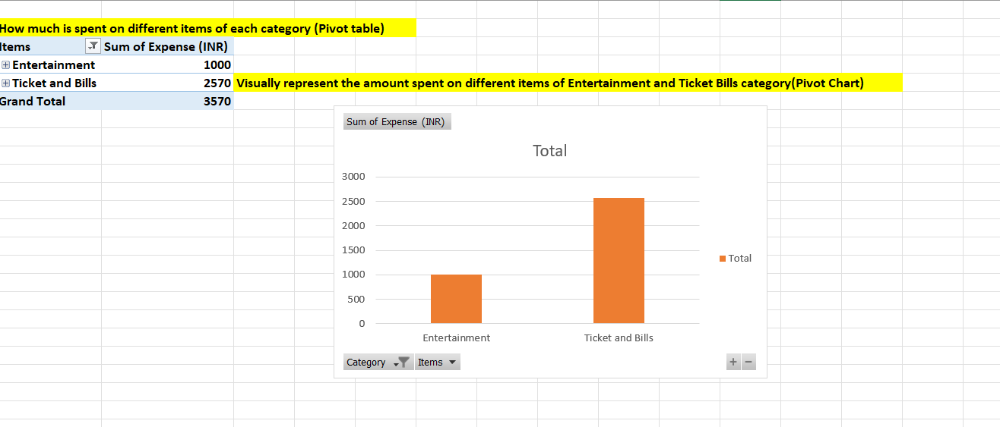 How much is spent on different items of each category (Pivot table)
Items Sum of Expense (INR)
Entertainment 1000
Ticket and Bills 2570
Visually represent the amount spent on different items of Entertainment and Ticket Bills category(Pivot Chart)
Grand Total 3570
Sum of Expense (INR)
Total
3000
2500
2000
1500
1000
500
0
Total
Entertainment Ticket and Bills
Category Items